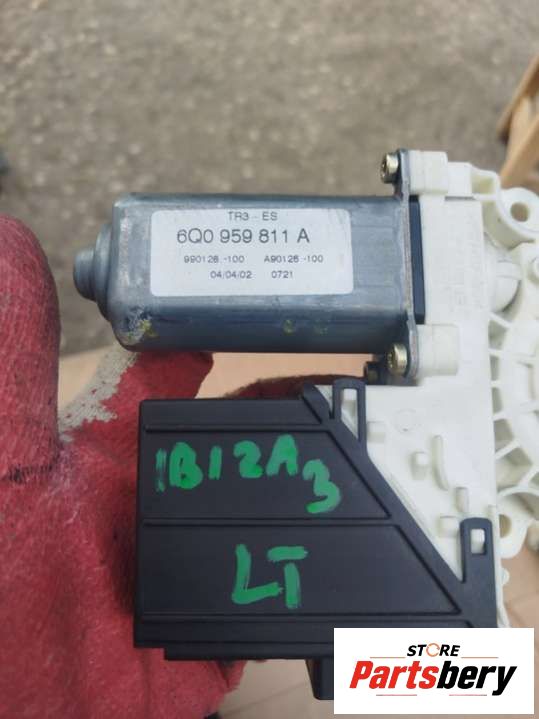 TR3 - ES
6Q0 959 811 A
990126 -100 A90126 -100
04/04/02 0721
IBIZA 3
LT
STORE
Partsbery